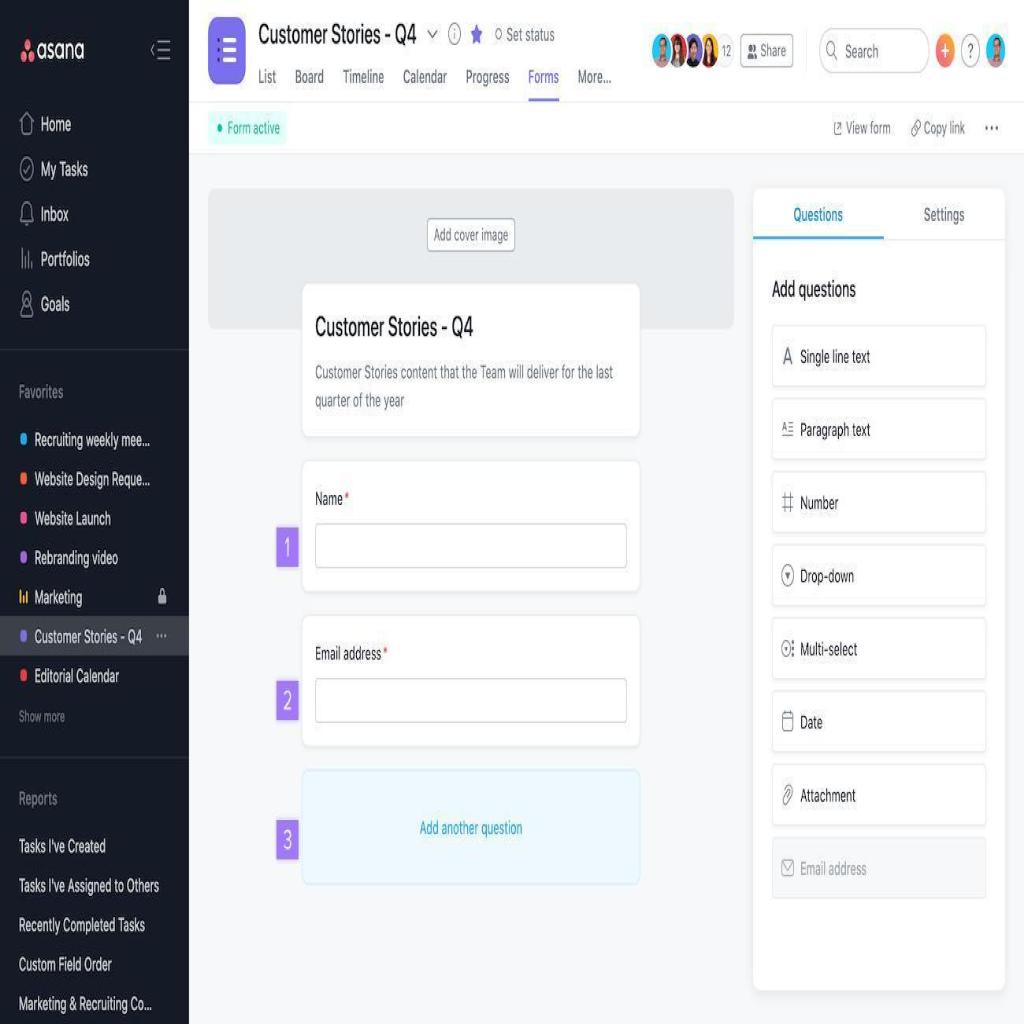 asana
Home
My Tasks
Inbox
Portfolios
Goals
Favorites
Recruiting weekly mee...
Website Design Reque...
Website Launch
Rebranding video
Marketing
Customer Stories - Q4 ...
Editorial Calendar
Show more
Reports
Tasks I've Created
Tasks I've Assigned to Others
Recently Completed Tasks
Custom Field Order
Marketing & Recruiting Co...
Customer Stories - Q4 Set status
List Board Timeline Calendar Progress Forms More...
12 Share Search + ?
Form active
View form Copy link ...
Add cover image
Customer Stories - Q4
Customer Stories content that the Team will deliver for the last
quarter of the year
Name*
1
Email address*
2
Add another question
3
Questions Settings
Add questions
A Single line text
Paragraph text
Number
Drop-down
Multi-select
Date
Attachment
Email address